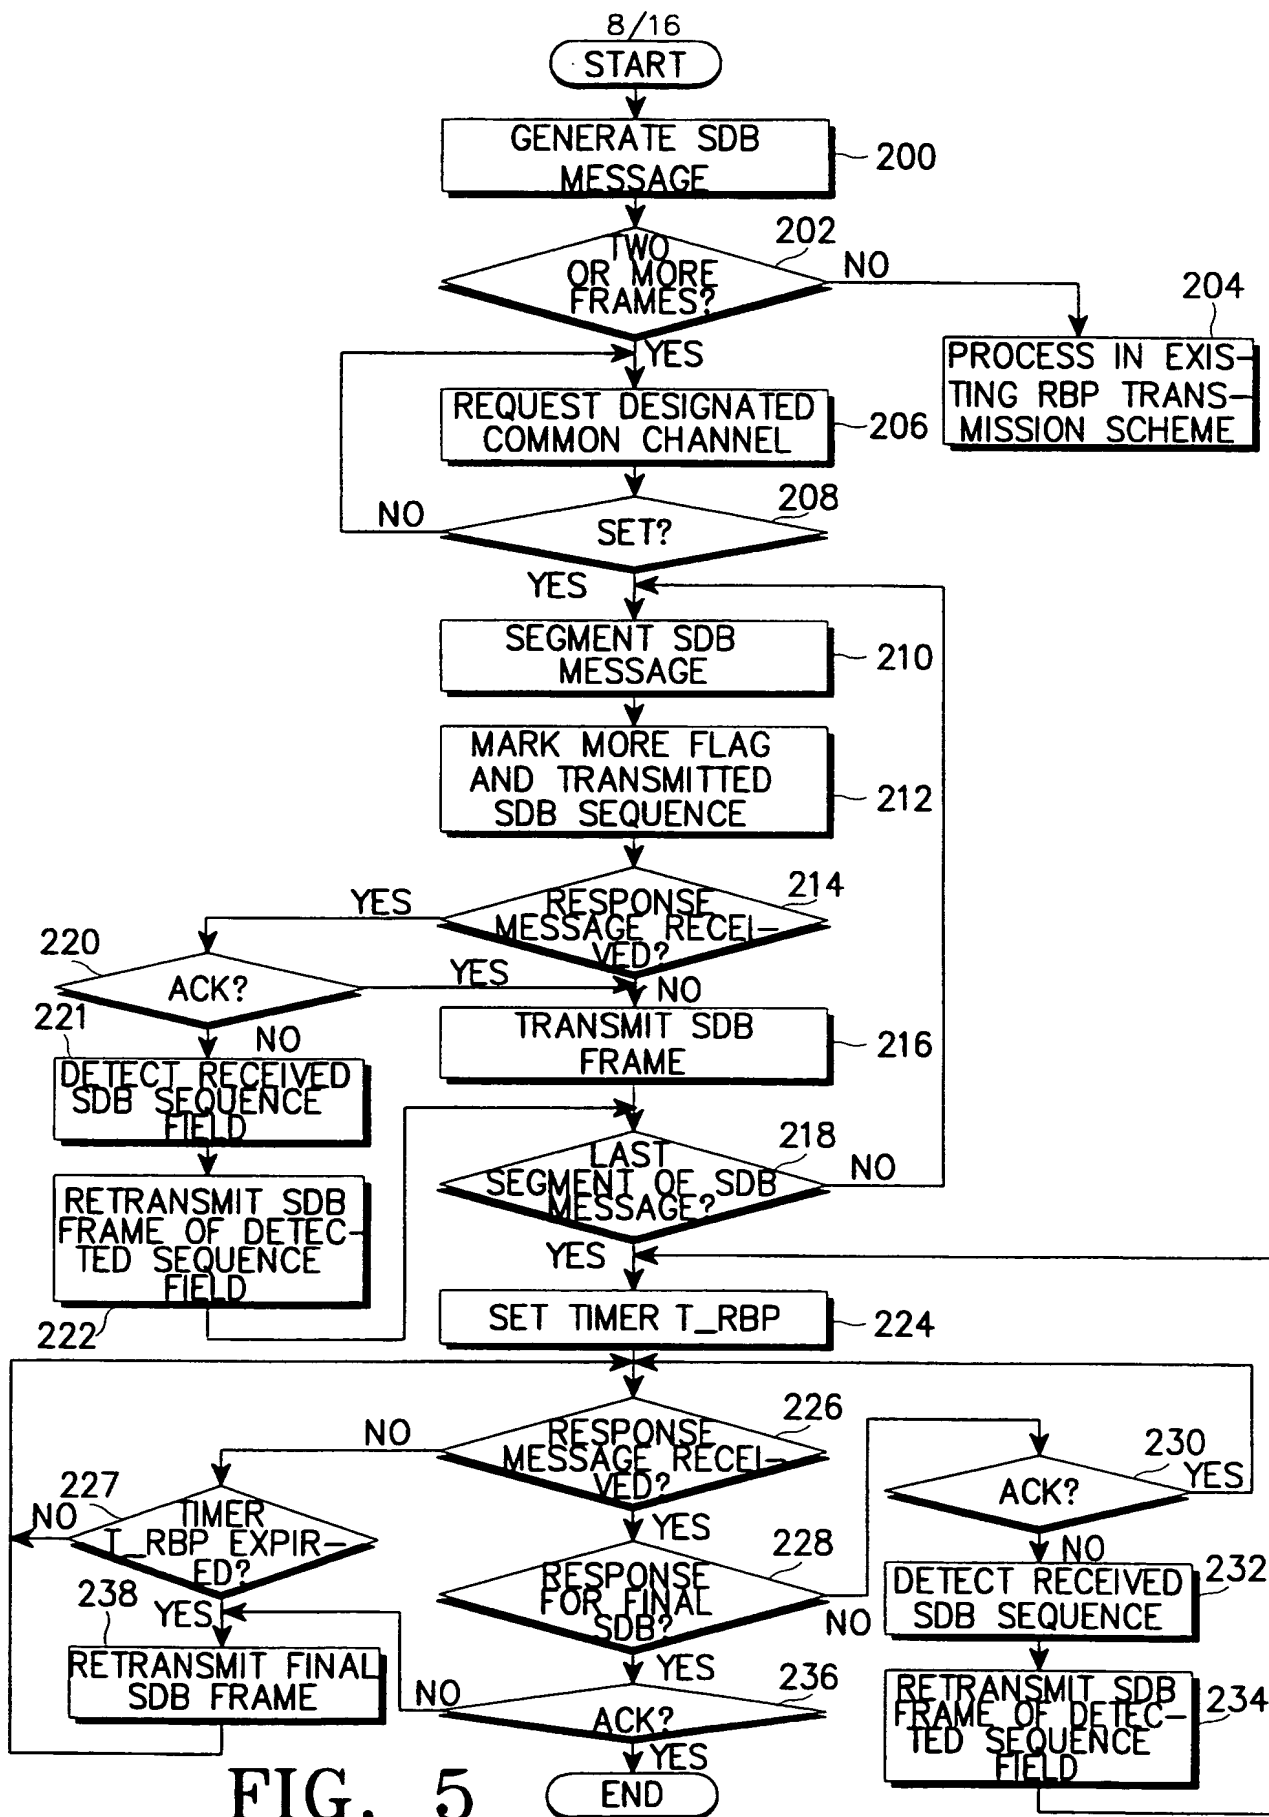 8/16
START
GENERATE SDB
MESSAGE
200
TWO
OR MORE
FRAMES?
202
NO
204
PROCESS IN EXIS-
TING RBP TRANS-
MISSION SCHEME
YES
REQUEST DESIGNATED
COMMON CHANNEL
206
208
NO
SET?
YES
SEGMENT SDB
MESSAGE
210
MARK MORE FLAG
AND TRANSMITTED
SDB SEQUENCE
212
214
YES
RESPONSE
MESSAGE RECEI-
VED?
220
ACK?
YES
NO
221
NO
TRANSMIT SDB
FRAME
216
DETECT RECEIVED
SDB SEQUENCE
FIELD
218
LAST
SEGMENT OF SDB
MESSAGE?
NO
RETRANSMIT SDB
FRAME OF DETEC-
TED SEQUENCE
FIELD
222
YES
SET TIMER T_RBP
224
226
NO
RESPONSE
MESSAGE RECEI-
VED?
230
ACK?
YES
227
NO
TIMER
T_RBP EXPIR-
ED?
YES
228
RESPONSE
FOR FINAL
SDB?
NO
NO
DETECT RECEIVED
SDB SEQUENCE
232
238
YES
RETRANSMIT FINAL
SDB FRAME
YES
236
NO
ACK?
RETRANSMIT SDB
FRAME OF DETEC-
TED SEQUENCE
FIELD
234
YES
END
FIG. 5